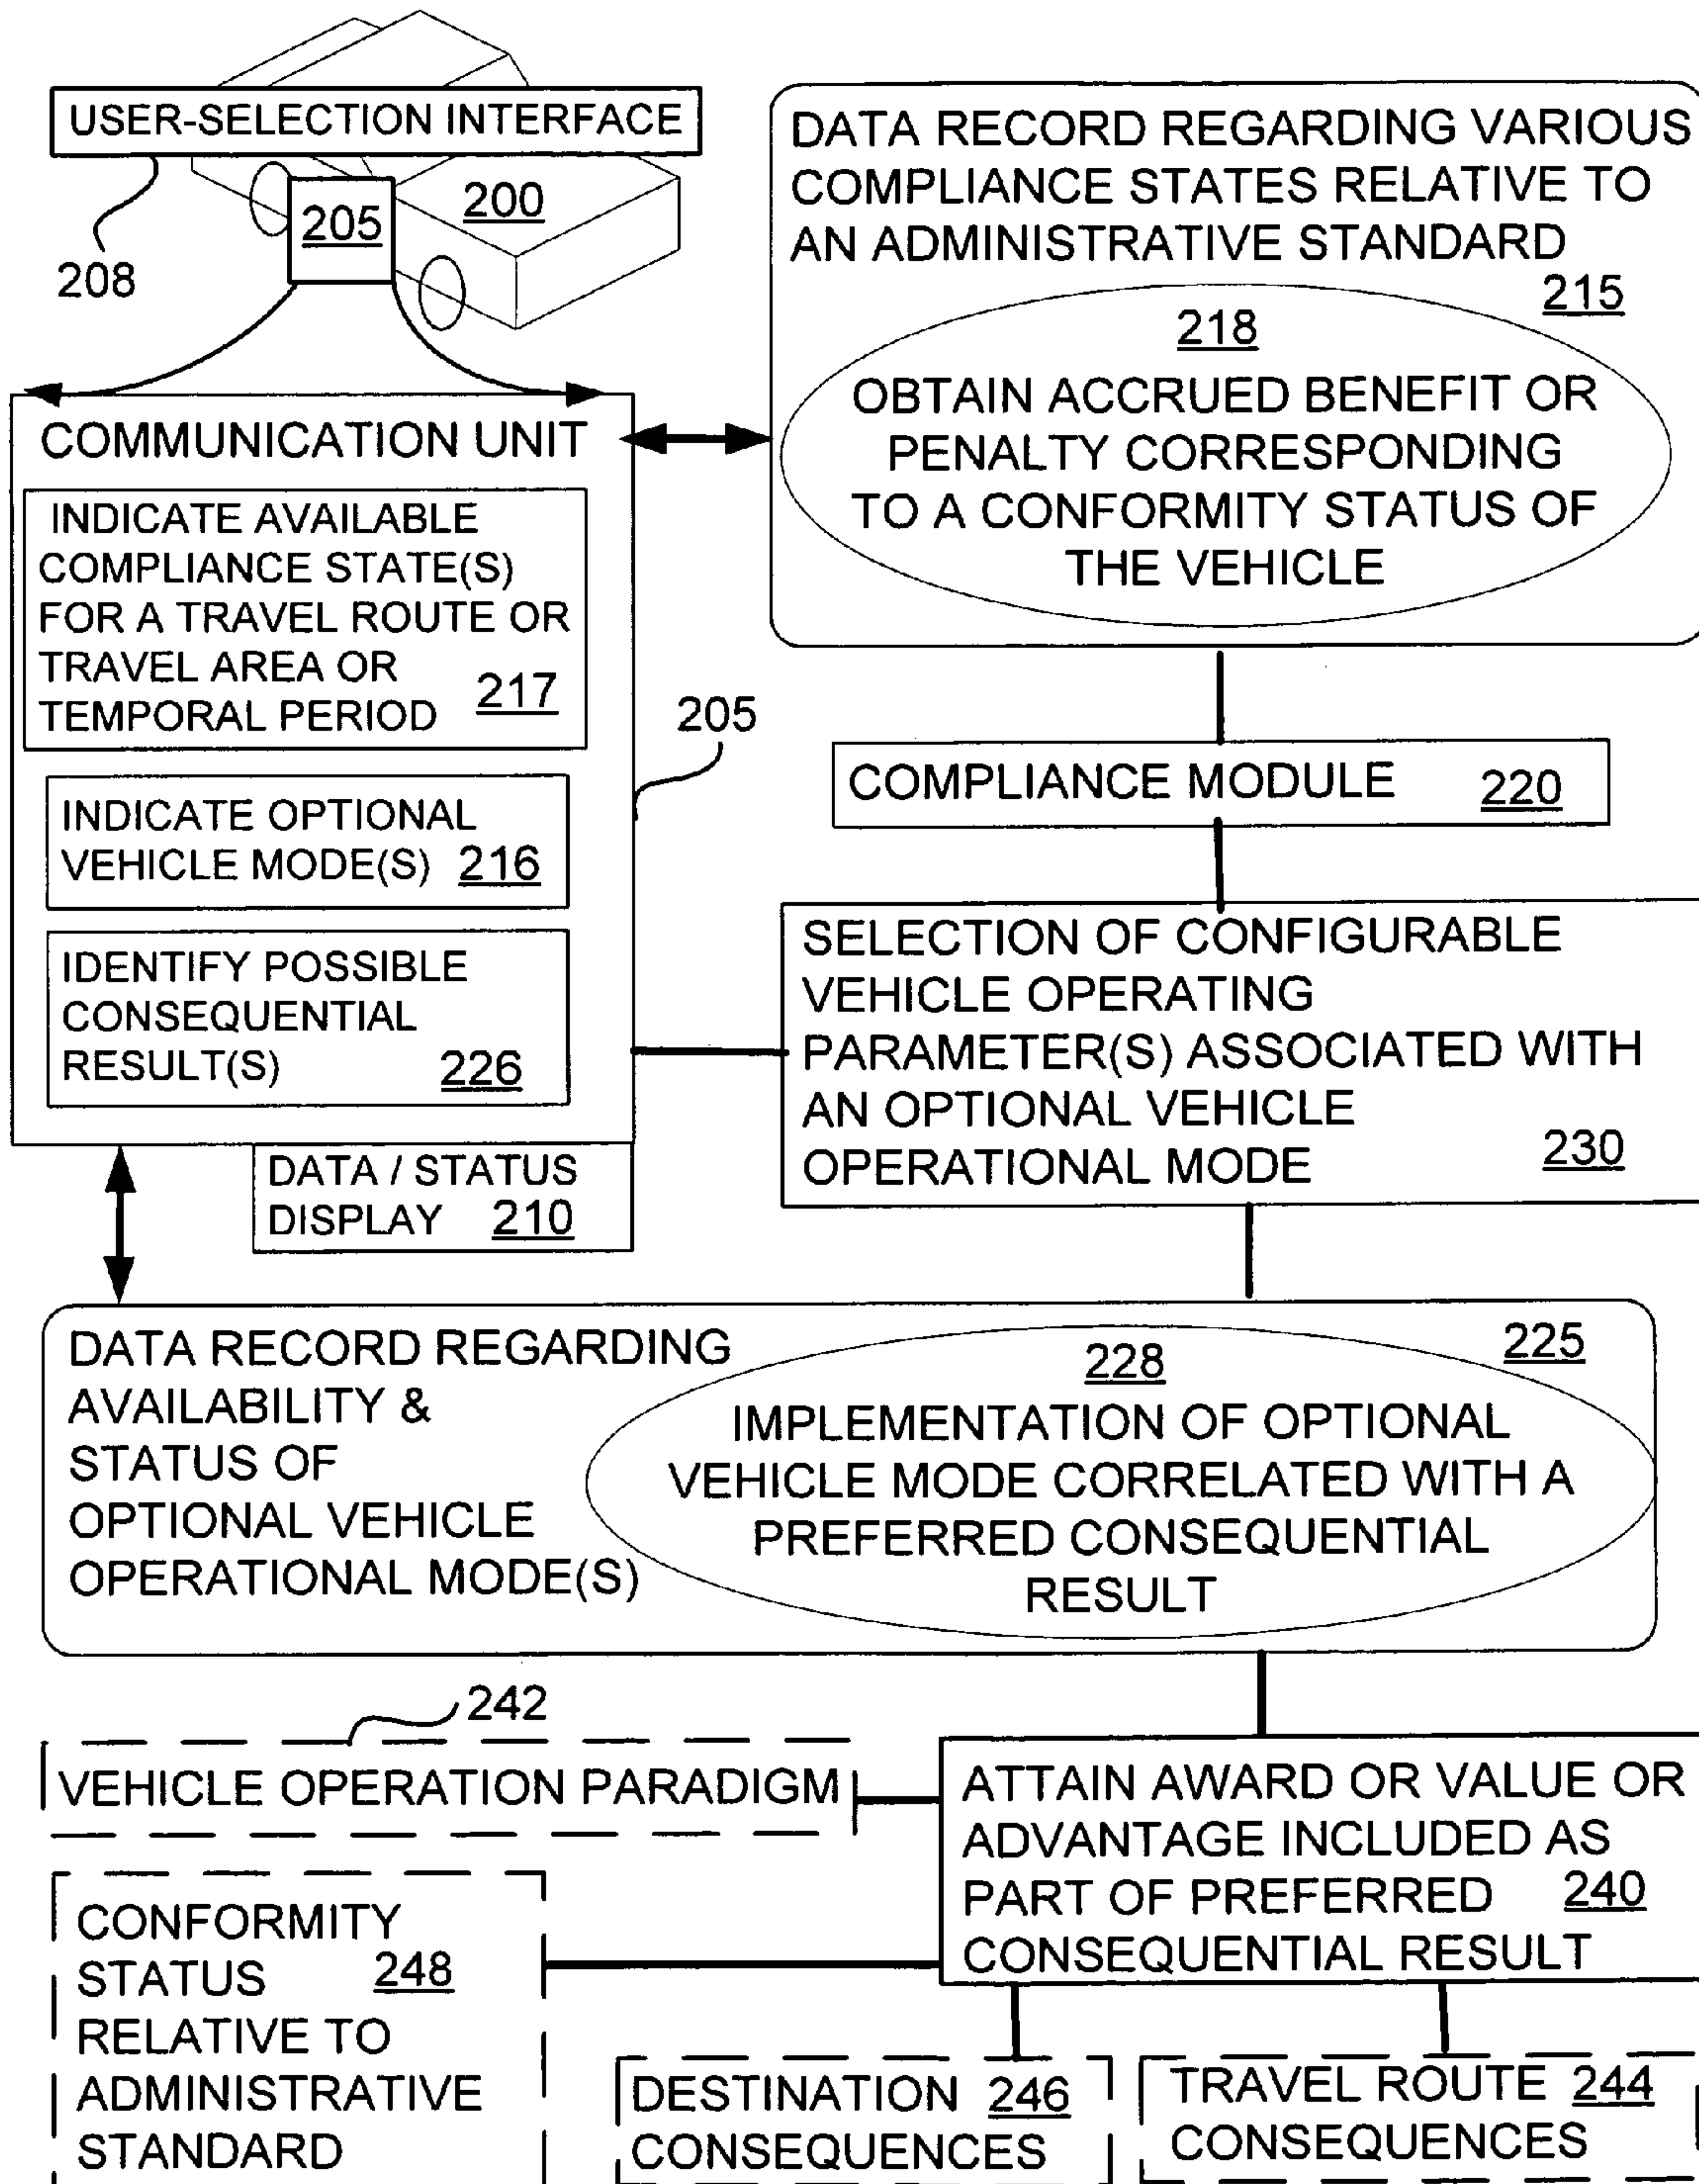 USER-SELECTION INTERFACE
200
205
208
DATA RECORD REGARDING VARIOUS
COMPLIANCE STATES RELATIVE TO
AN ADMINISTRATIVE STANDARD
215
218
OBTAIN ACCRUED BENEFIT OR
PENALTY CORRESPONDING
TO A CONFORMITY STATUS OF
THE VEHICLE
COMMUNICATION UNIT
INDICATE AVAILABLE
COMPLIANCE STATE(S)
FOR A TRAVEL ROUTE OR
TRAVEL AREA OR
TEMPORAL PERIOD 217
205
INDICATE OPTIONAL
VEHICLE MODE(S) 216
IDENTIFY POSSIBLE
CONSEQUENTIAL
RESULT(S) 226
DATA / STATUS
DISPLAY 210
COMPLIANCE MODULE 220
SELECTION OF CONFIGURABLE
VEHICLE OPERATING
PARAMETER(S) ASSOCIATED WITH
AN OPTIONAL VEHICLE
OPERATIONAL MODE 230
DATA RECORD REGARDING
AVAILABILITY &
STATUS OF
OPTIONAL VEHICLE
OPERATIONAL MODE(S)
225
228
IMPLEMENTATION OF OPTIONAL
VEHICLE MODE CORRELATED WITH A
PREFERRED CONSEQUENTIAL
RESULT
242
VEHICLE OPERATION PARADIGM
ATTAIN AWARD OR VALUE OR
ADVANTAGE INCLUDED AS
PART OF PREFERRED 240
CONSEQUENTIAL RESULT
CONFORMITY
STATUS 248
RELATIVE TO
ADMINISTRATIVE
STANDARD
DESTINATION 246
CONSEQUENCES
TRAVEL ROUTE 244
CONSEQUENCES